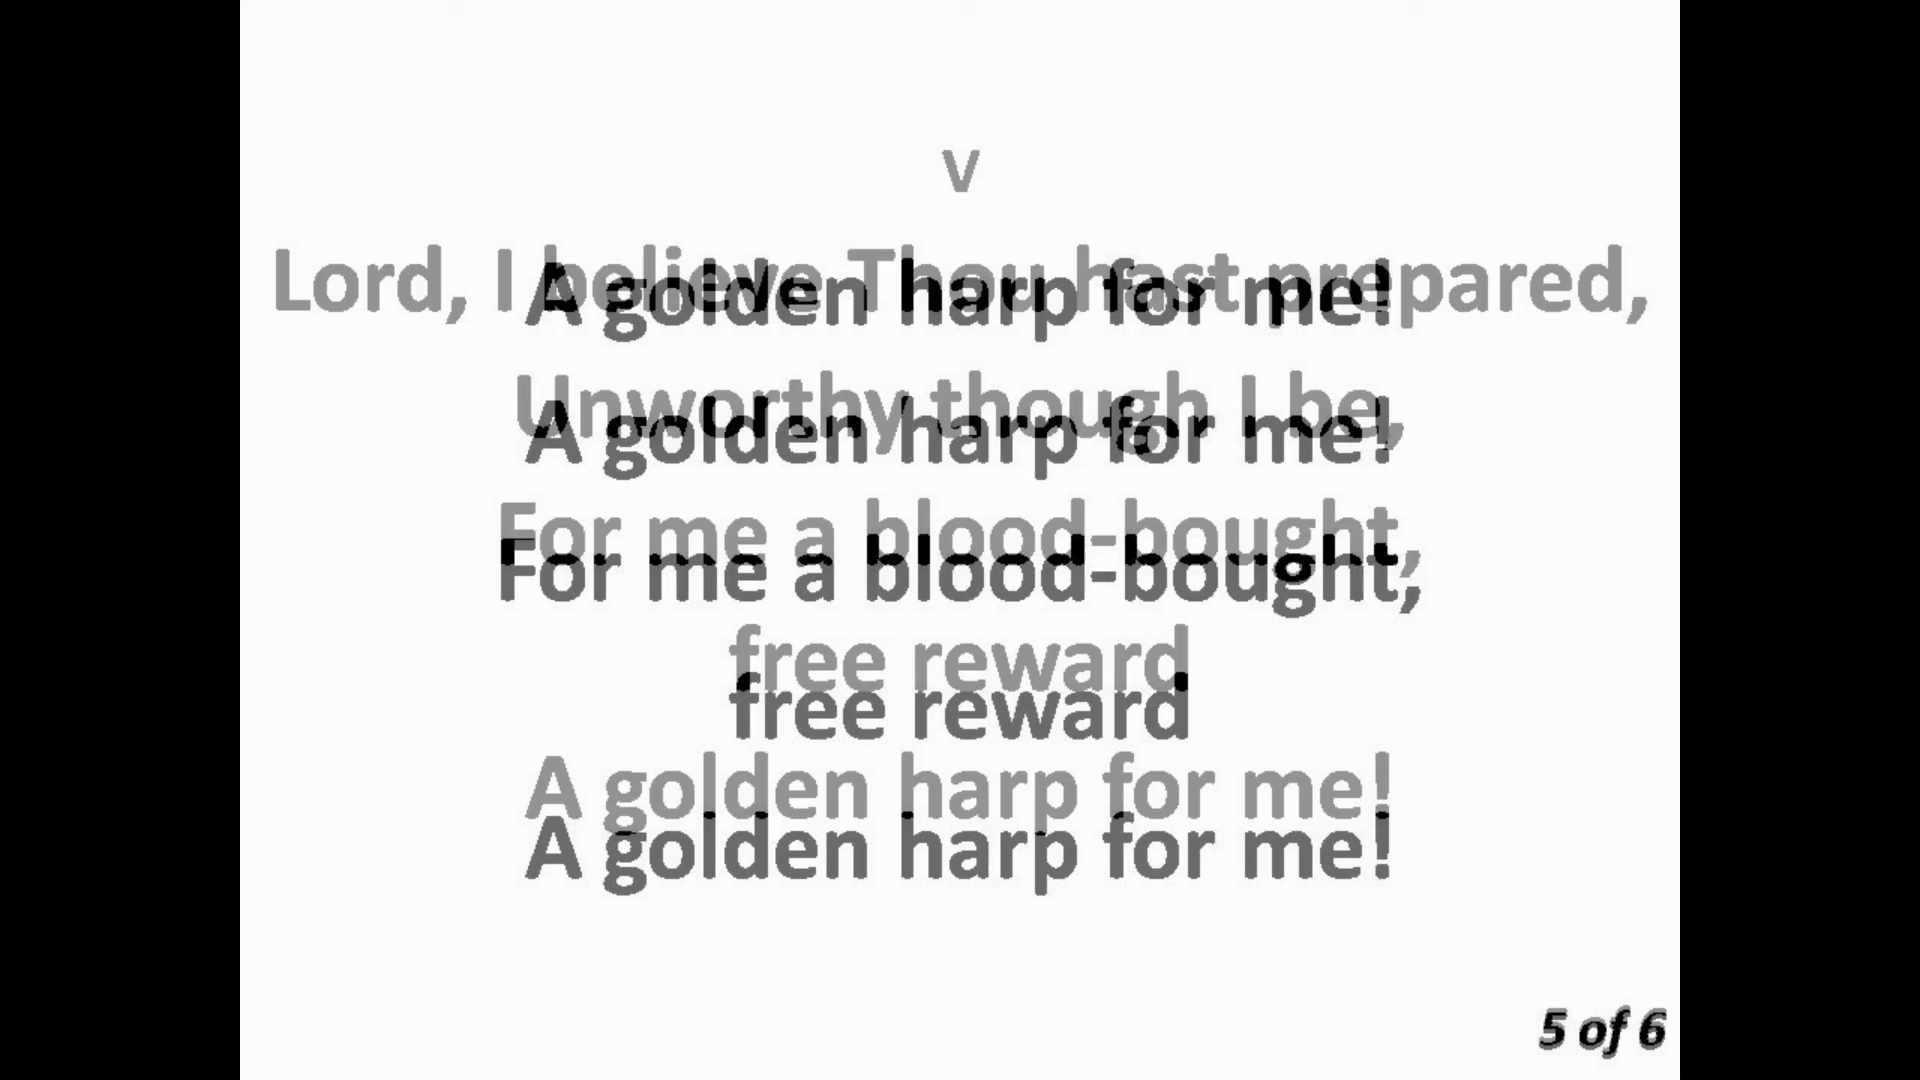 v
Lord, I believe Thou hast prepared,
A golden harp for me!
Unworthy though I be,
A golden harp for me!
For me a blood-bought,
For me a blood-bought,
free reward
free reward
A golden harp for me!
A golden harp for me!
5 of 6